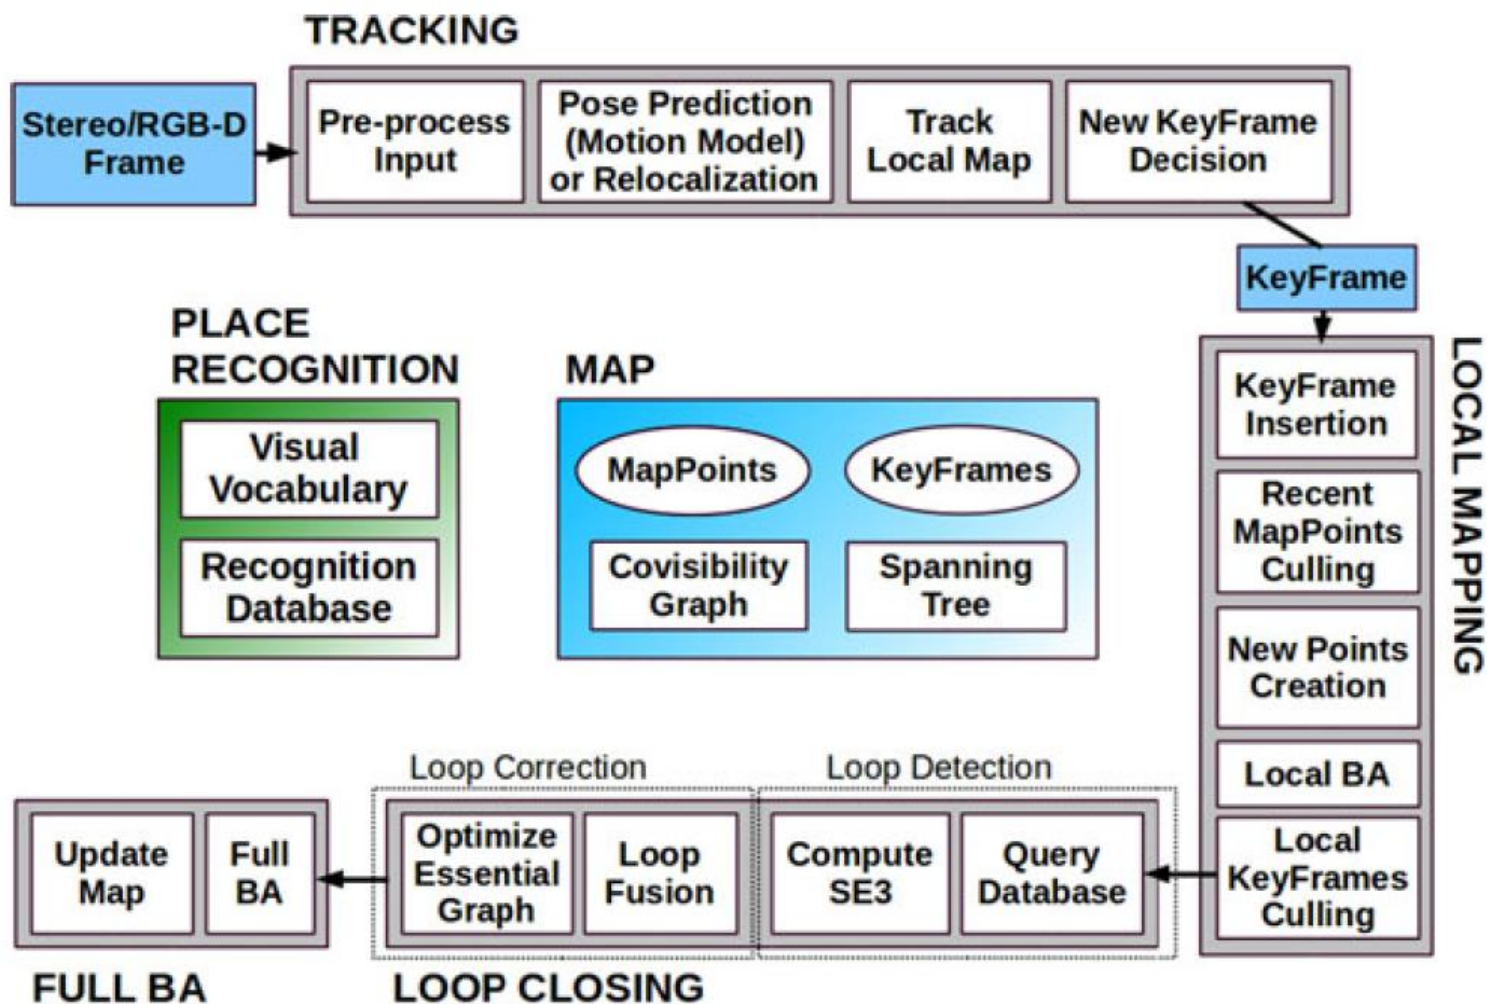 TRACKING
Stereo/RGB-D
Frame
Pre-process
Input
Pose Prediction
(Motion Model)
or Relocalization
Track
Local Map
New KeyFrame
Decision
KeyFrame
PLACE
RECOGNITION
Visual
Vocabulary
Recognition
Database
MAP
MapPoints
KeyFrames
Covisibility
Graph
Spanning
Tree
LOCAL MAPPING
KeyFrame
Insertion
Recent
MapPoints
Culling
New Points
Creation
Local BA
Local
KeyFrames
Culling
Loop Correction
Loop Detection
Update
Map
Full
BA
Optimize
Essential
Graph
Loop
Fusion
Compute
SE3
Query
Database
FULL BA
LOOP CLOSING